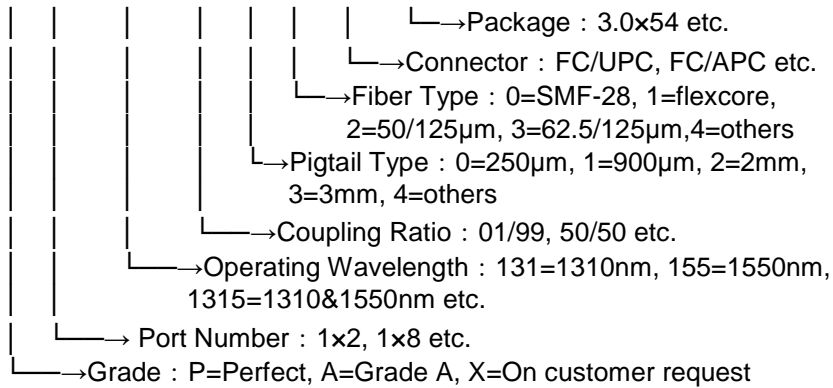 Package：3.0×54 etc.
Connector：FC/UPC, FC/APC etc.
Fiber Type：0=SMF-28, 1=flexcore,
2=50/125μm, 3=62.5/125μm,4=others
Pigtail Type：0=250μm, 1=900μm, 2=2mm,
3=3mm, 4=others
Coupling Ratio：01/99, 50/50 etc.
Operating Wavelength：131=1310nm, 155=1550nm,
1315=1310&1550nm etc.
Port Number：1×2, 1×8 etc.
Grade：P=Perfect, A=Grade A, X=On customer request